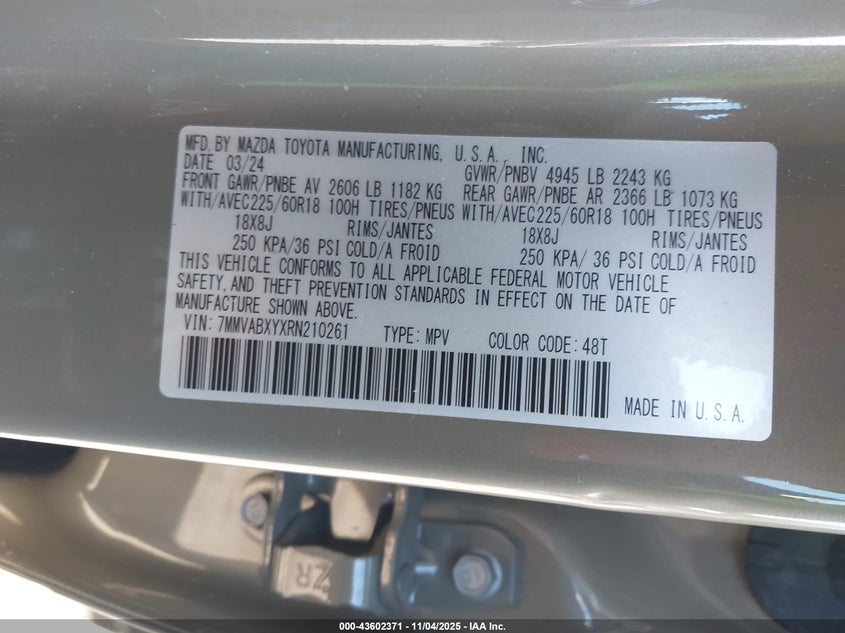 MFD. BY MAZDA TOYOTA MANUFACTURING, U.S.A., INC.
DATE 03/24 GVWR/PNBV 4945 LB 2243 KG
FRONT GAWR/PNBE AV 2606 LB 1182 KG REAR GAWR/PNBE AR 2366 LB 1073 KG
WITH/AVEC225/60R18 100H TIRES/PNEUS WITH/AVEC225/60R18 100H TIRES/PNEUS
18X8J RIMS/JANTES 18X8J RIMS/JANTES
250 KPA/36 PSI COLD/A FROID 250 KPA/ 36 PSI COLD/A FROID
THIS VEHICLE CONFORMS TO ALL APPLICABLE FEDERAL MOTOR VEHICLE
SAFETY, AND THEFT PREVENTION STANDARDS IN EFFECT ON THE DATE OF
MANUFACTURE SHOWN ABOVE.
VIN: 7MMVABXYXRN210261 TYPE: MPV COLOR CODE: 48T
MADE IN U.S.A.
ZR
000-43602371 - 11/04/2025 - IAA Inc.